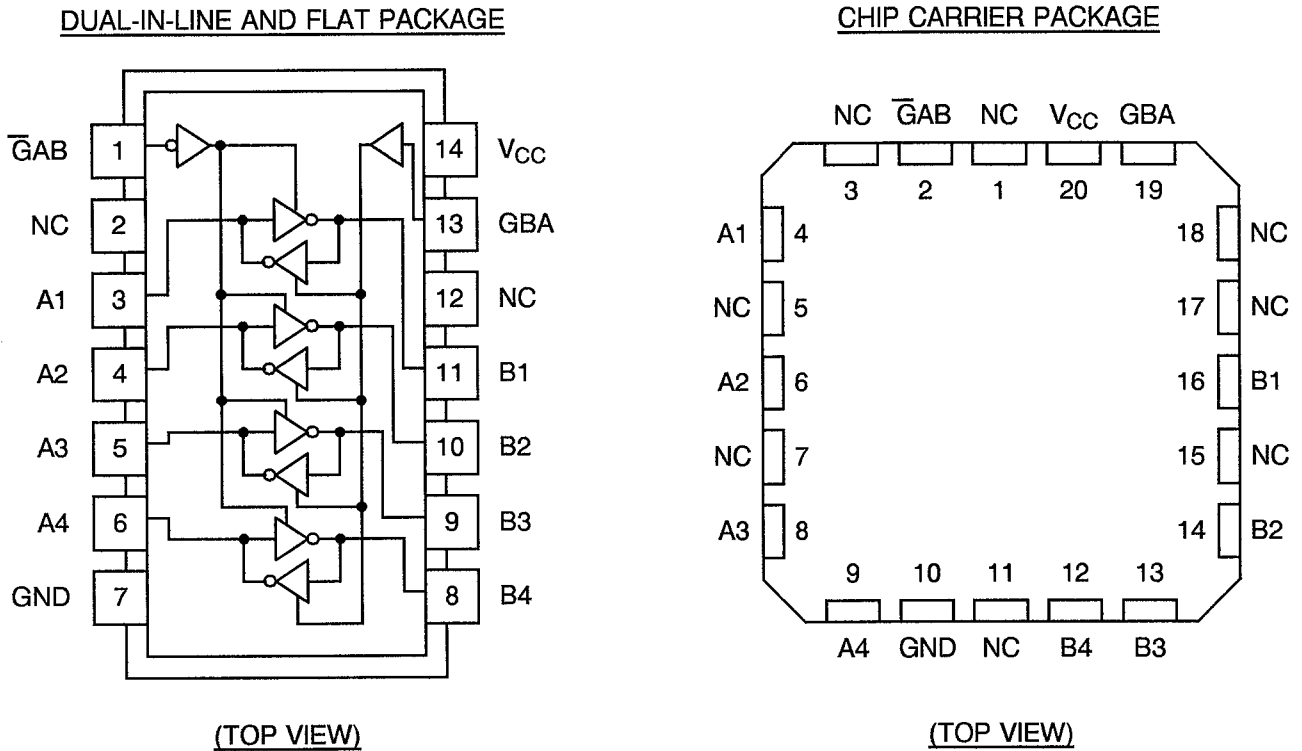 DUAL-IN-LINE AND FLAT PACKAGE
G̅AB 1 14 VCC
NC 2 13 GBA
A1 3 12 NC
A2 4 11 B1
A3 5 10 B2
A4 6 9 B3
GND 7 8 B4
(TOP VIEW)
CHIP CARRIER PACKAGE
NC G̅AB NC VCC GBA
3 2 1 20 19
A1 4 18 NC
NC 5 17 NC
A2 6 16 B1
NC 7 15 NC
A3 8 14 B2
9 10 11 12 13
A4 GND NC B4 B3
(TOP VIEW)